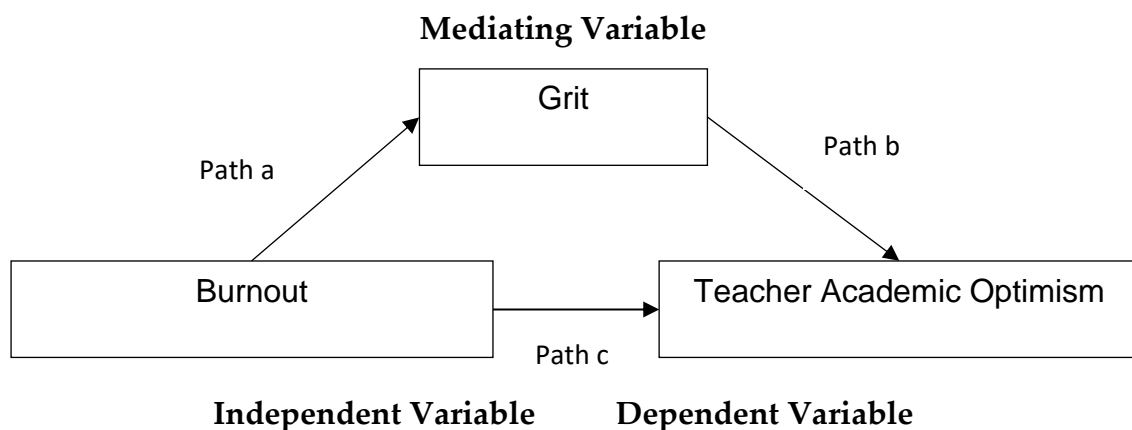 Mediating Variable
Grit
Path a
Path b
Burnout
Teacher Academic Optimism
Path c
Independent Variable
Dependent Variable